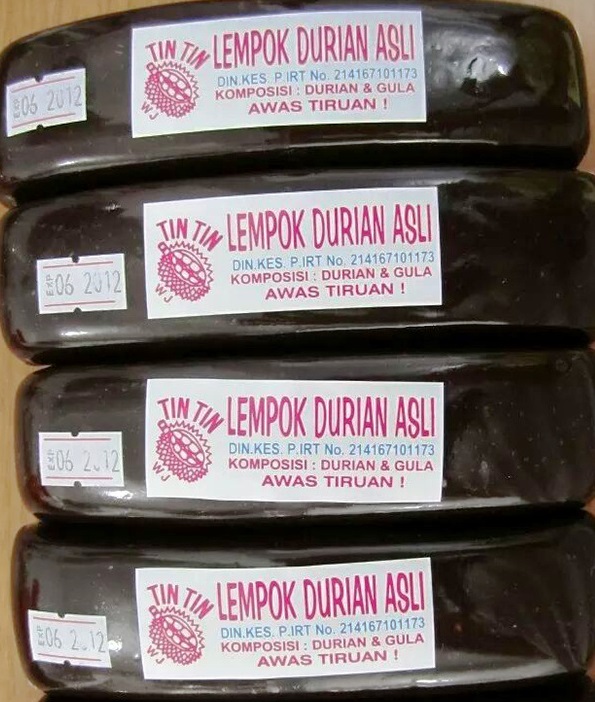 TIN TIN
WJ
LEMPOK DURIAN ASLI
DIN.KES. P.IRT No. 214167101173
KOMPOSISI : DURIAN & GULA
AWAS TIRUAN !
EXP 06 2012
TIN TIN
WJ
LEMPOK DURIAN ASLI
DIN.KES. P.IRT No. 214167101173
KOMPOSISI : DURIAN & GULA
AWAS TIRUAN !
EXP 06 2012
TIN TIN
WJ
LEMPOK DURIAN ASLI
DIN.KES. P.IRT No. 214167101173
KOMPOSISI : DURIAN & GULA
AWAS TIRUAN !
EXP 06
TIN TIN
WJ
LEMPOK DURIAN ASLI
DIN.KES. P.IRT No. 214167101173
KOMPOSISI : DURIAN & GULA
AWAS TIRUAN !
EXP 06